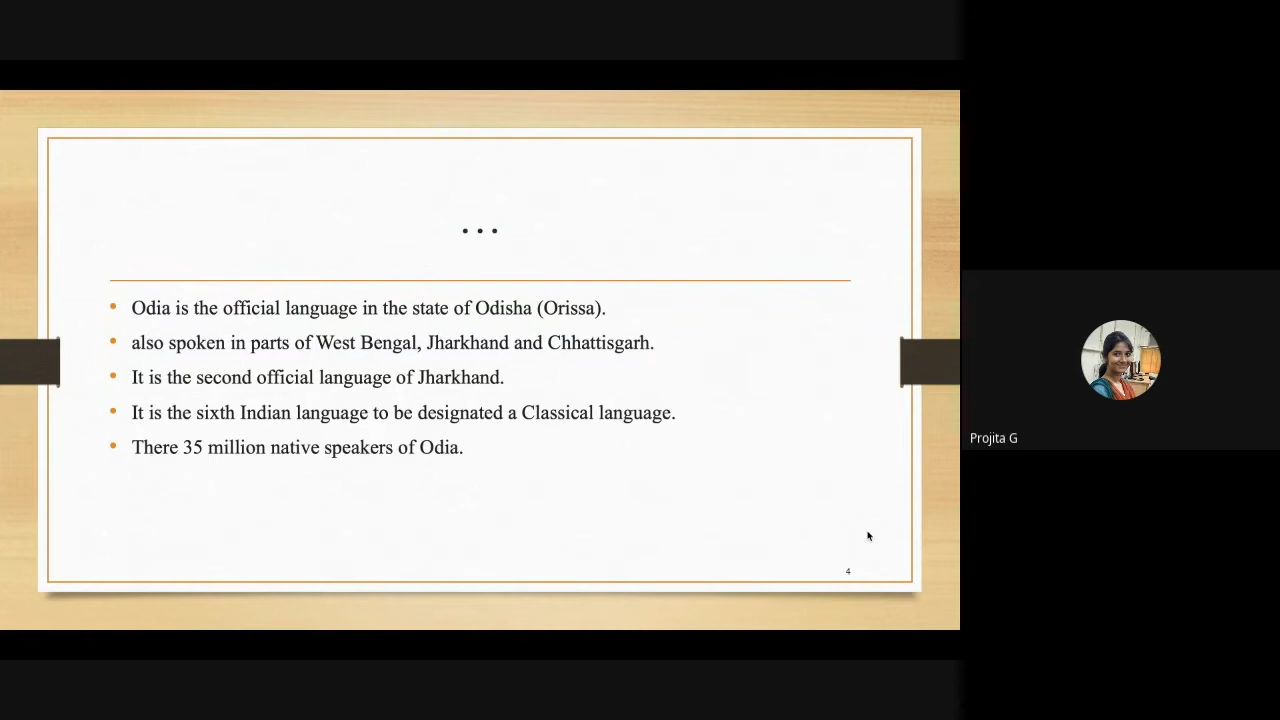 ...
Odia is the official language in the state of Odisha (Orissa).
also spoken in parts of West Bengal, Jharkhand and Chhattisgarh.
It is the second official language of Jharkhand.
It is the sixth Indian language to be designated a Classical language.
There 35 million native speakers of Odia.
4
Projita G